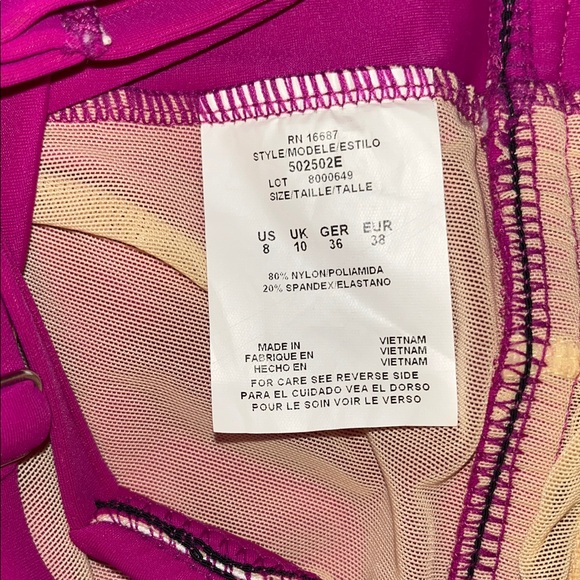 RN 16687
STYLE/MODELE/ESTILO
502502E
LOT 8000649
SIZE/TAILLE/TALLE
US UK GER EUR
8 10 36 38
80% NYLON/POLIAMIDA
20% SPANDEX/ELASTANO
MADE IN VIETNAM
FABRIQUE EN VIETNAM
HECHO EN VIETNAM
FOR CARE SEE REVERSE SIDE
PARA EL CUIDADO VEA EL DORSO
POUR LE SOIN VOIR LE VERSO